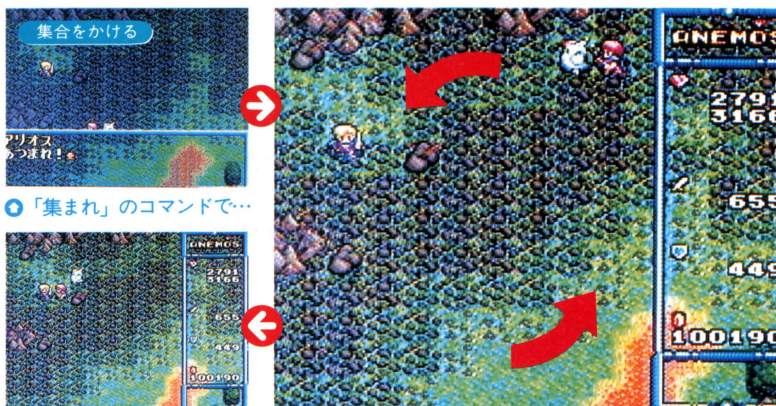 集合をかける
アリオス
あつまれ!
「集まれ」のコマンドで…
ANEMOS
2791
3166
655
449
100190
ANEMOS
2791
3166
655
449
100190